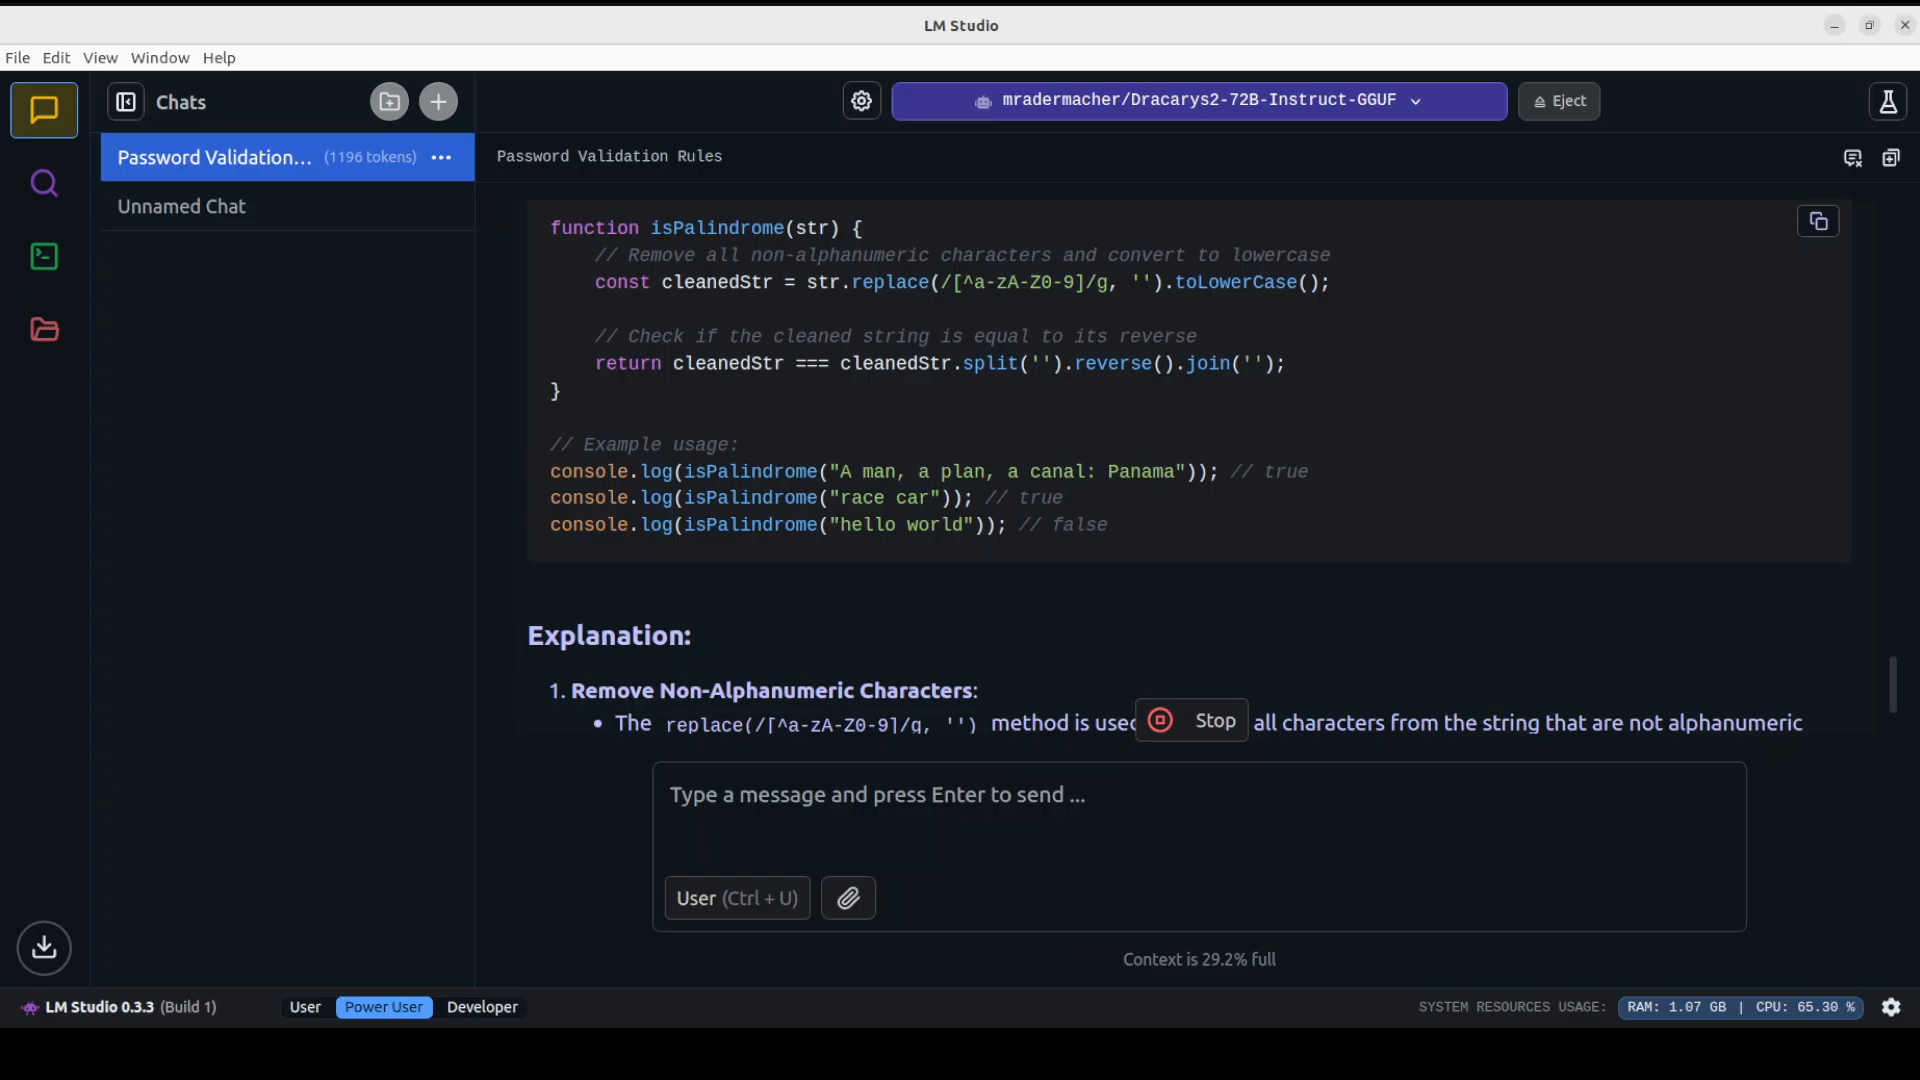 LM Studio
File Edit View Window Help
Chats
mradermacher/Dracarys2-72B-Instruct-GGUF
Eject
Password Validation... (1196 tokens)
Password Validation Rules
Unnamed Chat
function isPalindrome(str) {
// Remove all non-alphanumeric characters and convert to lowercase
const cleanedStr = str.replace(/[^a-zA-Z0-9]/g, '').toLowerCase();
// Check if the cleaned string is equal to its reverse
return cleanedStr === cleanedStr.split('').reverse().join('');
}
// Example usage:
console.log(isPalindrome("A man, a plan, a canal: Panama")); // true
console.log(isPalindrome("race car")); // true
console.log(isPalindrome("hello world")); // false
Explanation:
1. Remove Non-Alphanumeric Characters:
• The replace(/[^a-zA-Z0-9]/g, '') method is used Stop all characters from the string that are not alphanumeric
Type a message and press Enter to send ...
User (Ctrl + U)
Context is 29.2% full
LM Studio 0.3.3 (Build 1) User Power User Developer SYSTEM RESOURCES USAGE: RAM: 1.07 GB | CPU: 65.30 %